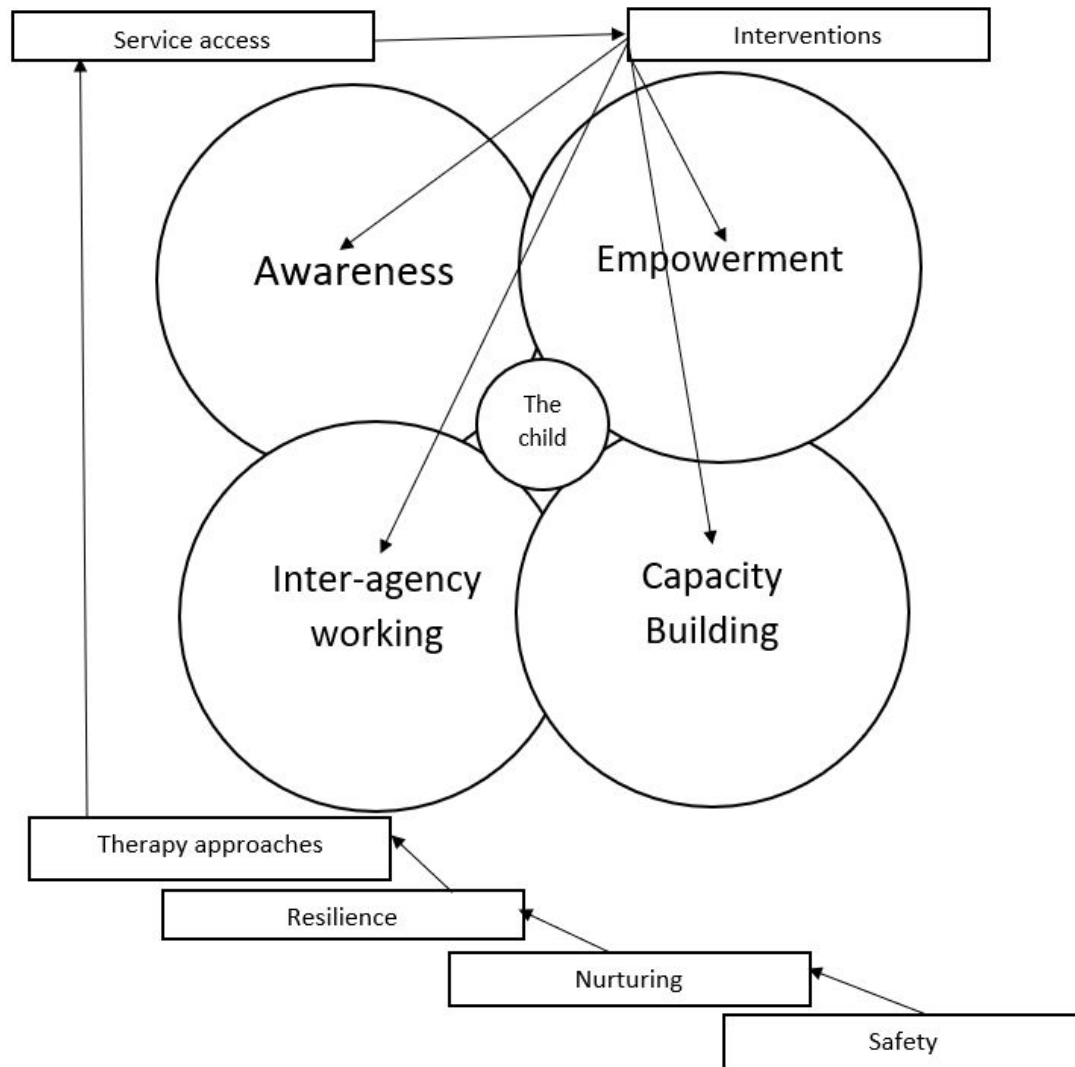 Service access
Interventions
Awareness
Empowerment
The
child
Inter-agency
working
Capacity
Building
Therapy approaches
Resilience
Nurturing
Safety